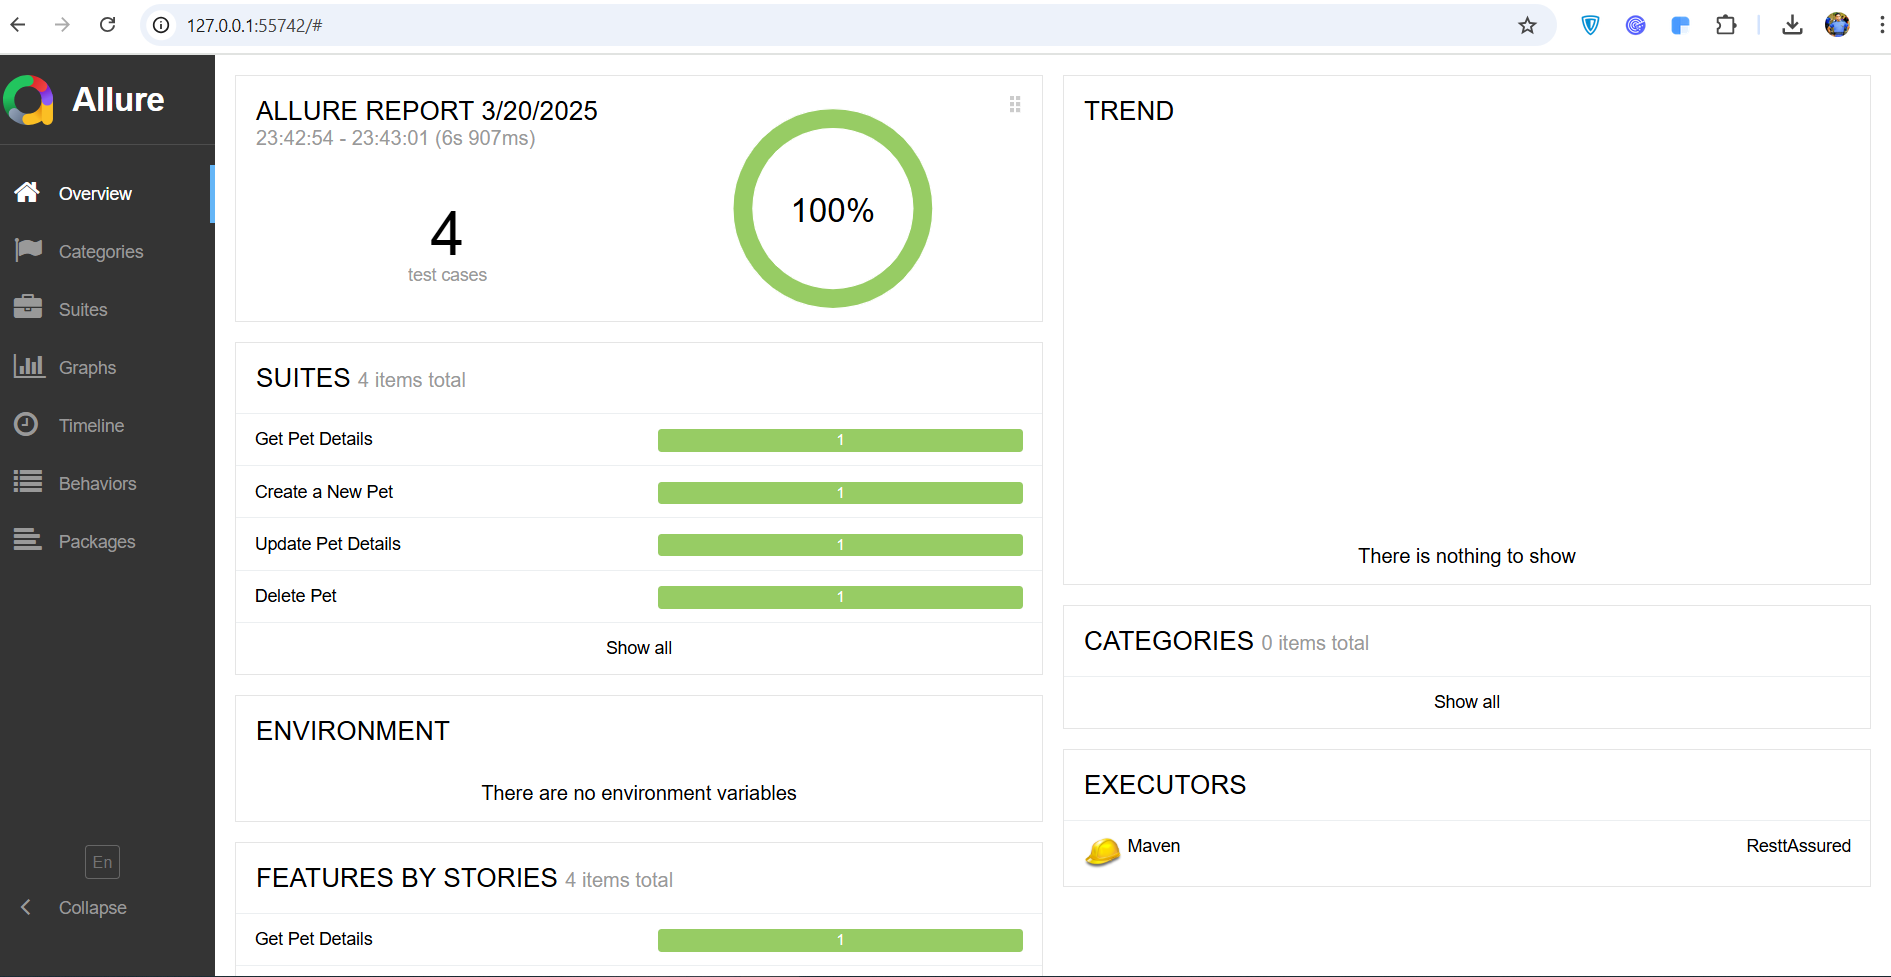 127.0.0.1:55742/#
Allure
Overview
Categories
Suites
Graphs
Timeline
Behaviors
Packages
En
Collapse
ALLURE REPORT 3/20/2025
23:42:54 - 23:43:01 (6s 907ms)
4
test cases
100%
SUITES 4 items total
Get Pet Details 1
Create a New Pet 1
Update Pet Details 1
Delete Pet 1
Show all
ENVIRONMENT
There are no environment variables
FEATURES BY STORIES 4 items total
Get Pet Details 1
TREND
There is nothing to show
CATEGORIES 0 items total
Show all
EXECUTORS
Maven ResttAssured